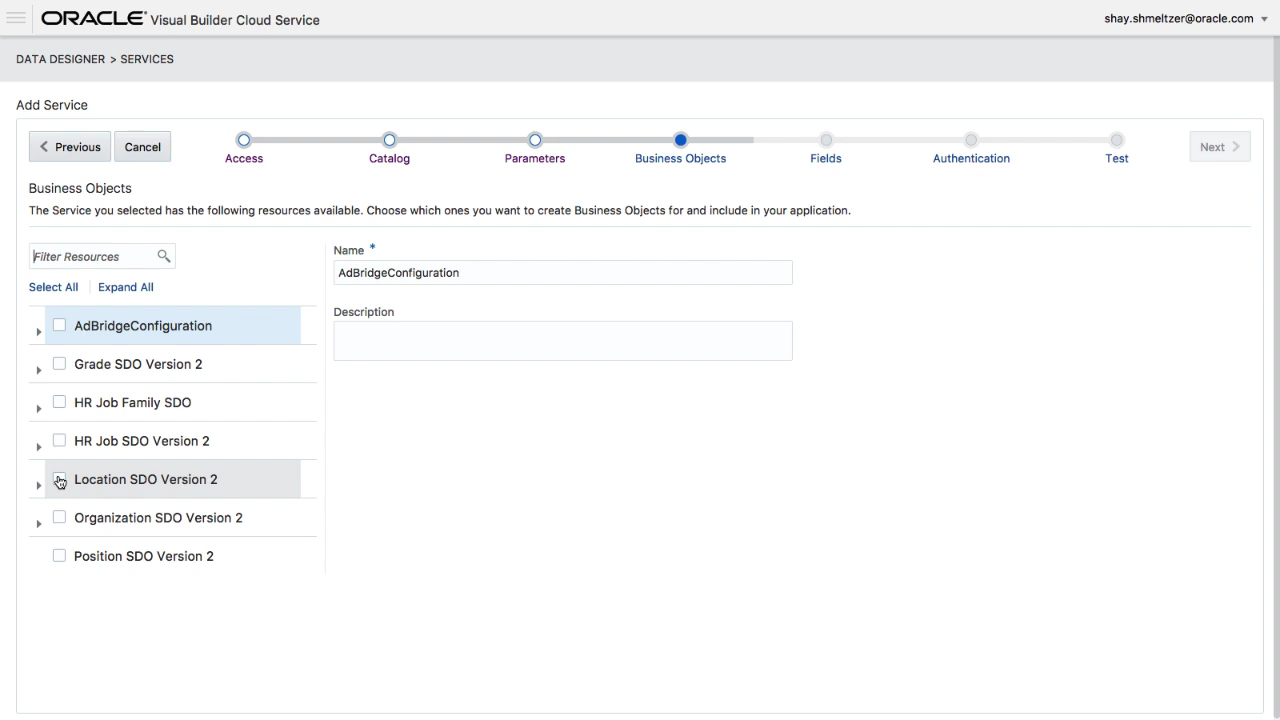 ORACLE Visual Builder Cloud Service
shay.shmeltzer@oracle.com
DATA DESIGNER > SERVICES
Add Service
Previous
Cancel
Access
Catalog
Parameters
Business Objects
Fields
Authentication
Test
Next
Business Objects
The Service you selected has the following resources available. Choose which ones you want to create Business Objects for and include in your application.
Filter Resources
Select All
Expand All
AdBridgeConfiguration
Grade SDO Version 2
HR Job Family SDO
HR Job SDO Version 2
Location SDO Version 2
Organization SDO Version 2
Position SDO Version 2
Name *
AdBridgeConfiguration
Description